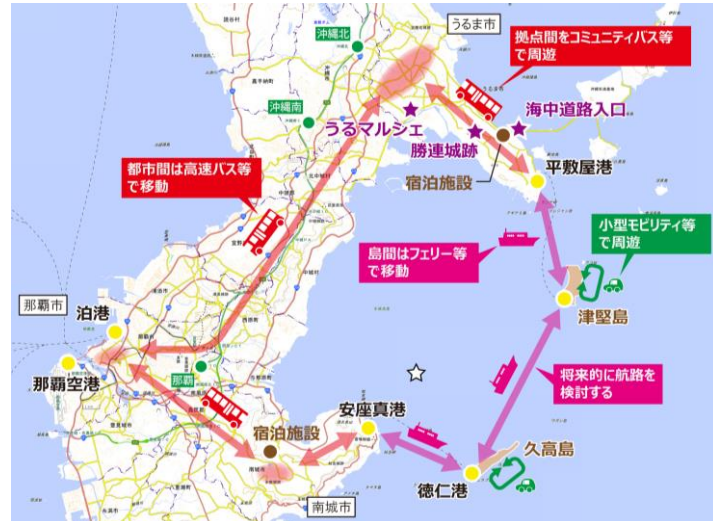 うるま市
沖縄北
拠点間をコミュニティバス等
で周遊
沖縄南
うるマルシェ
海中道路入口
勝連城跡
宿泊施設
平敷屋港
都市間は高速バス等
で移動
島間はフェリー等
で移動
小型モビリティ等
で周遊
津堅島
那覇市
泊港
那覇空港
那覇
将来的に航路を
検討する
安座真港
宿泊施設
久高島
徳仁港
南城市